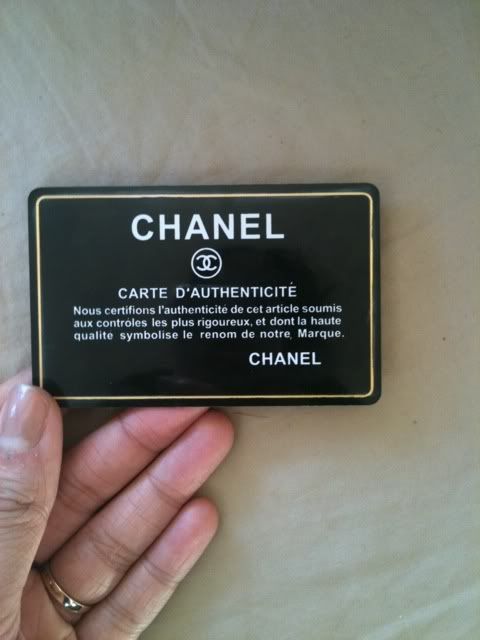 CHANEL
CARTE D'AUTHENTICITÉ
Nous certifions l'authenticité de cet article soumis
aux controles les plus rigoureux, et dont la haute
qualite symbolise le renom de notre, Marque.
CHANEL